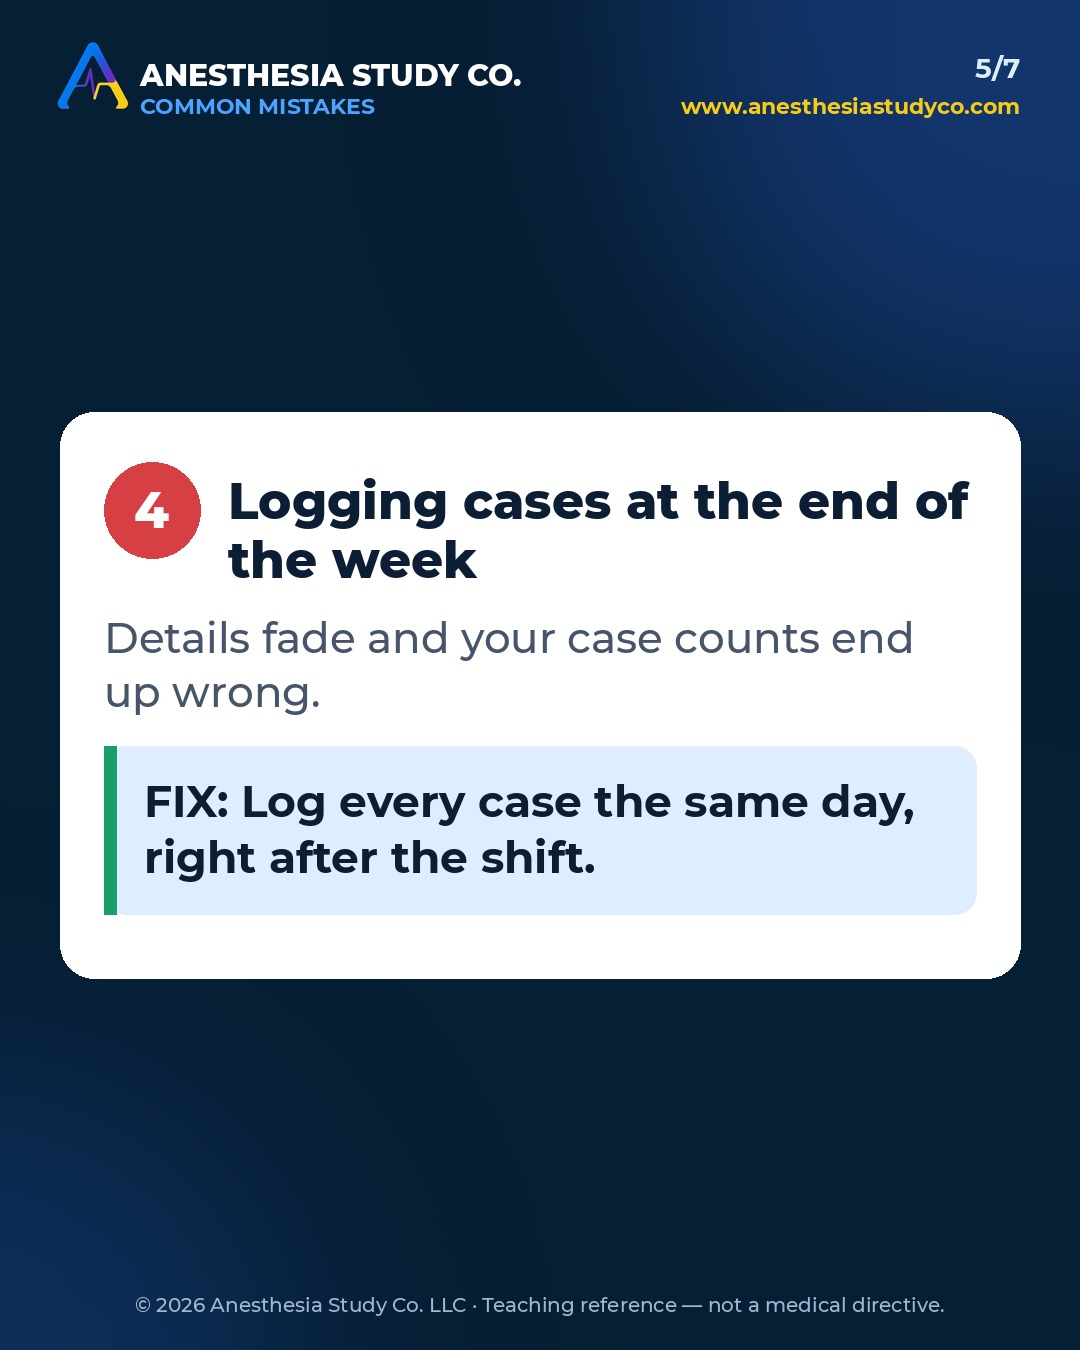 ANESTHESIA STUDY CO.
COMMON MISTAKES
5/7
www.anesthesiastudyco.com
4
Logging cases at the end of
the week
Details fade and your case counts end
up wrong.
FIX: Log every case the same day,
right after the shift.
© 2026 Anesthesia Study Co. LLC · Teaching reference — not a medical directive.